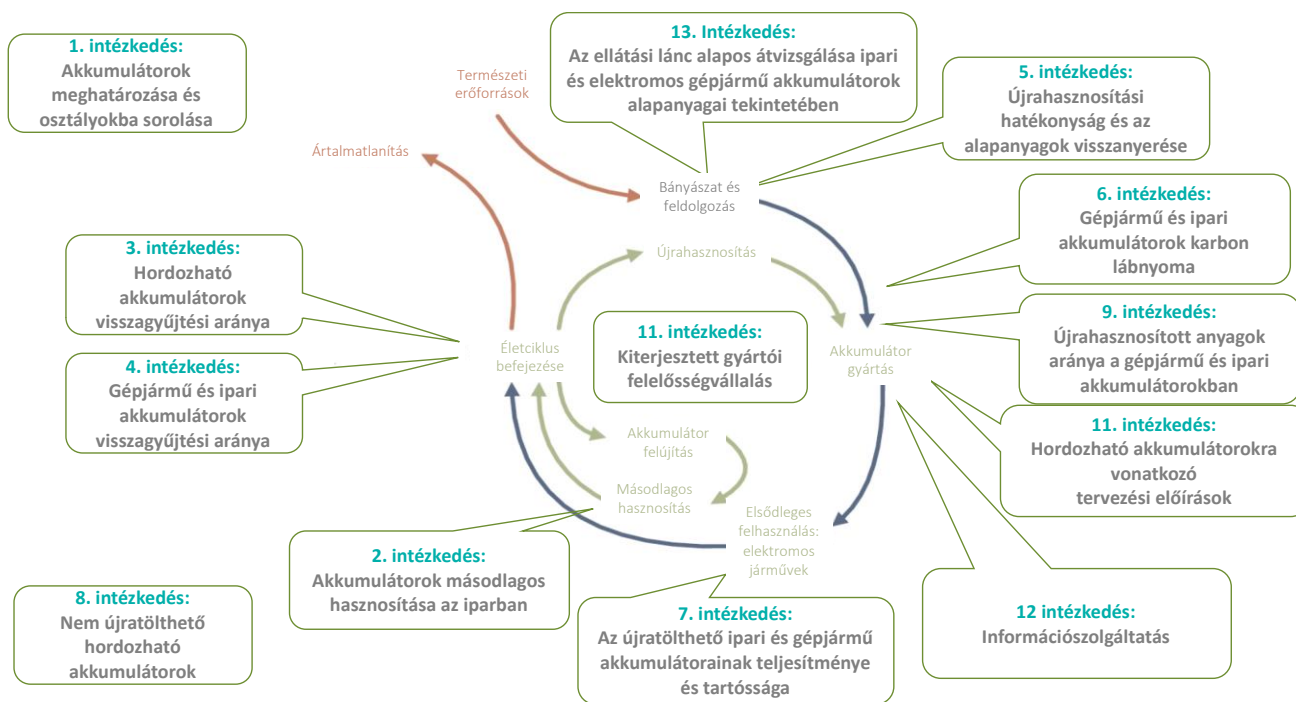 1. intézkedés:
Akkumulátorok
meghatározása és
osztályokba sorolása
13. Intézkedés:
Az ellátási lánc alapos átvizsgálása ipari
és elektromos gépjármű akkumulátorok
alapanyagai tekintetében
Természeti
erőforrások
5. intézkedés:
Újrahasznosítási
hatékonyság és az
alapanyagok visszanyerése
Ártalmatlanítás
Bányászat és
feldolgozás
6. intézkedés:
Gépjármű és ipari
akkumulátorok karbon
lábnyoma
3. intézkedés:
Hordozható
akkumulátorok
visszagyűjtési aránya
Újrahasznosítás
9. intézkedés:
Újrahasznosított anyagok
aránya a gépjármű és ipari
akkumulátorokban
11. intézkedés:
Kiterjesztett gyártói
felelősségvállalás
Életciklus
befejezése
Akkumulátor
gyártás
4. intézkedés:
Gépjármű és ipari
akkumulátorok
visszagyűjtési aránya
11. intézkedés:
Hordozható akkumulátorokra
vonatkozó
tervezési előírások
Akkumulátor
felújítás
Másodlagos
hasznosítás
Elsődleges
felhasználás:
elektromos
járművek
2. intézkedés:
Akkumulátorok másodlagos
hasznosítása az iparban
8. intézkedés:
Nem újratölthető
hordozható
akkumulátorok
7. intézkedés:
Az újratölthető ipari és gépjármű
akkumulátorainak teljesítménye
és tartóssága
12 intézkedés:
Információszolgáltatás